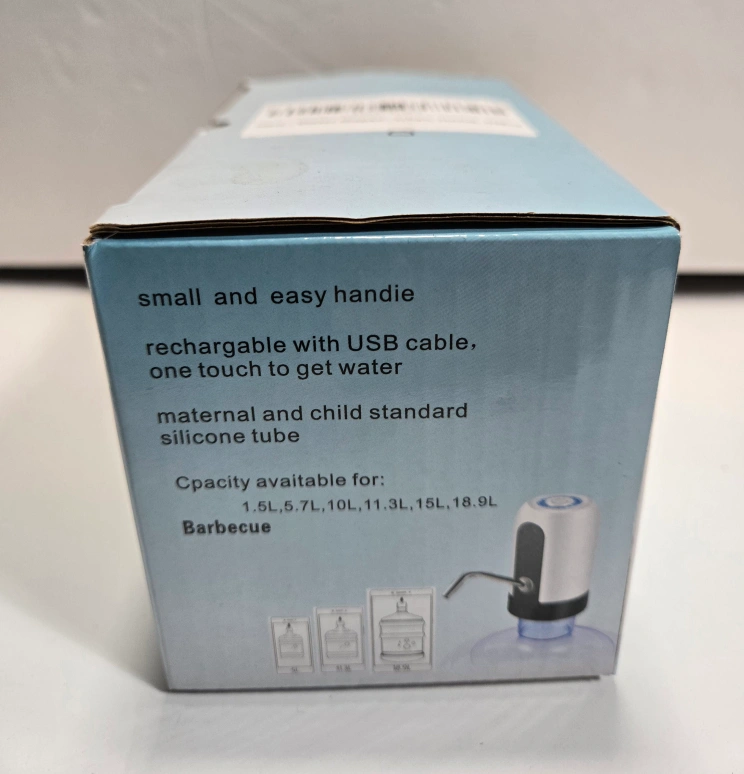 small and easy handie
rechargable with USB cable,
one touch to get water
maternal and child standard
silicone tube
Cpacity avaitable for:
1.5L,5.7L,10L,11.3L,15L,18.9L
Barbecue